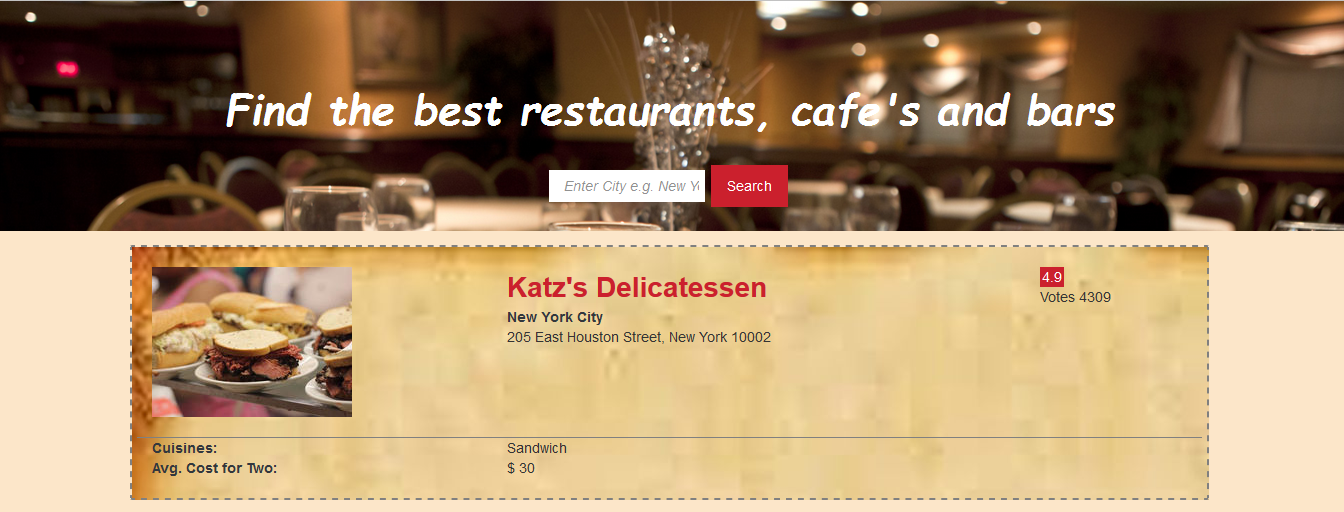 Find the best restaurants, cafe's and bars
Enter City e.g. New Y
Search
Katz's Delicatessen
4.9
New York City
Votes 4309
205 East Houston Street, New York 10002
Cuisines: Sandwich
Avg. Cost for Two: $ 30